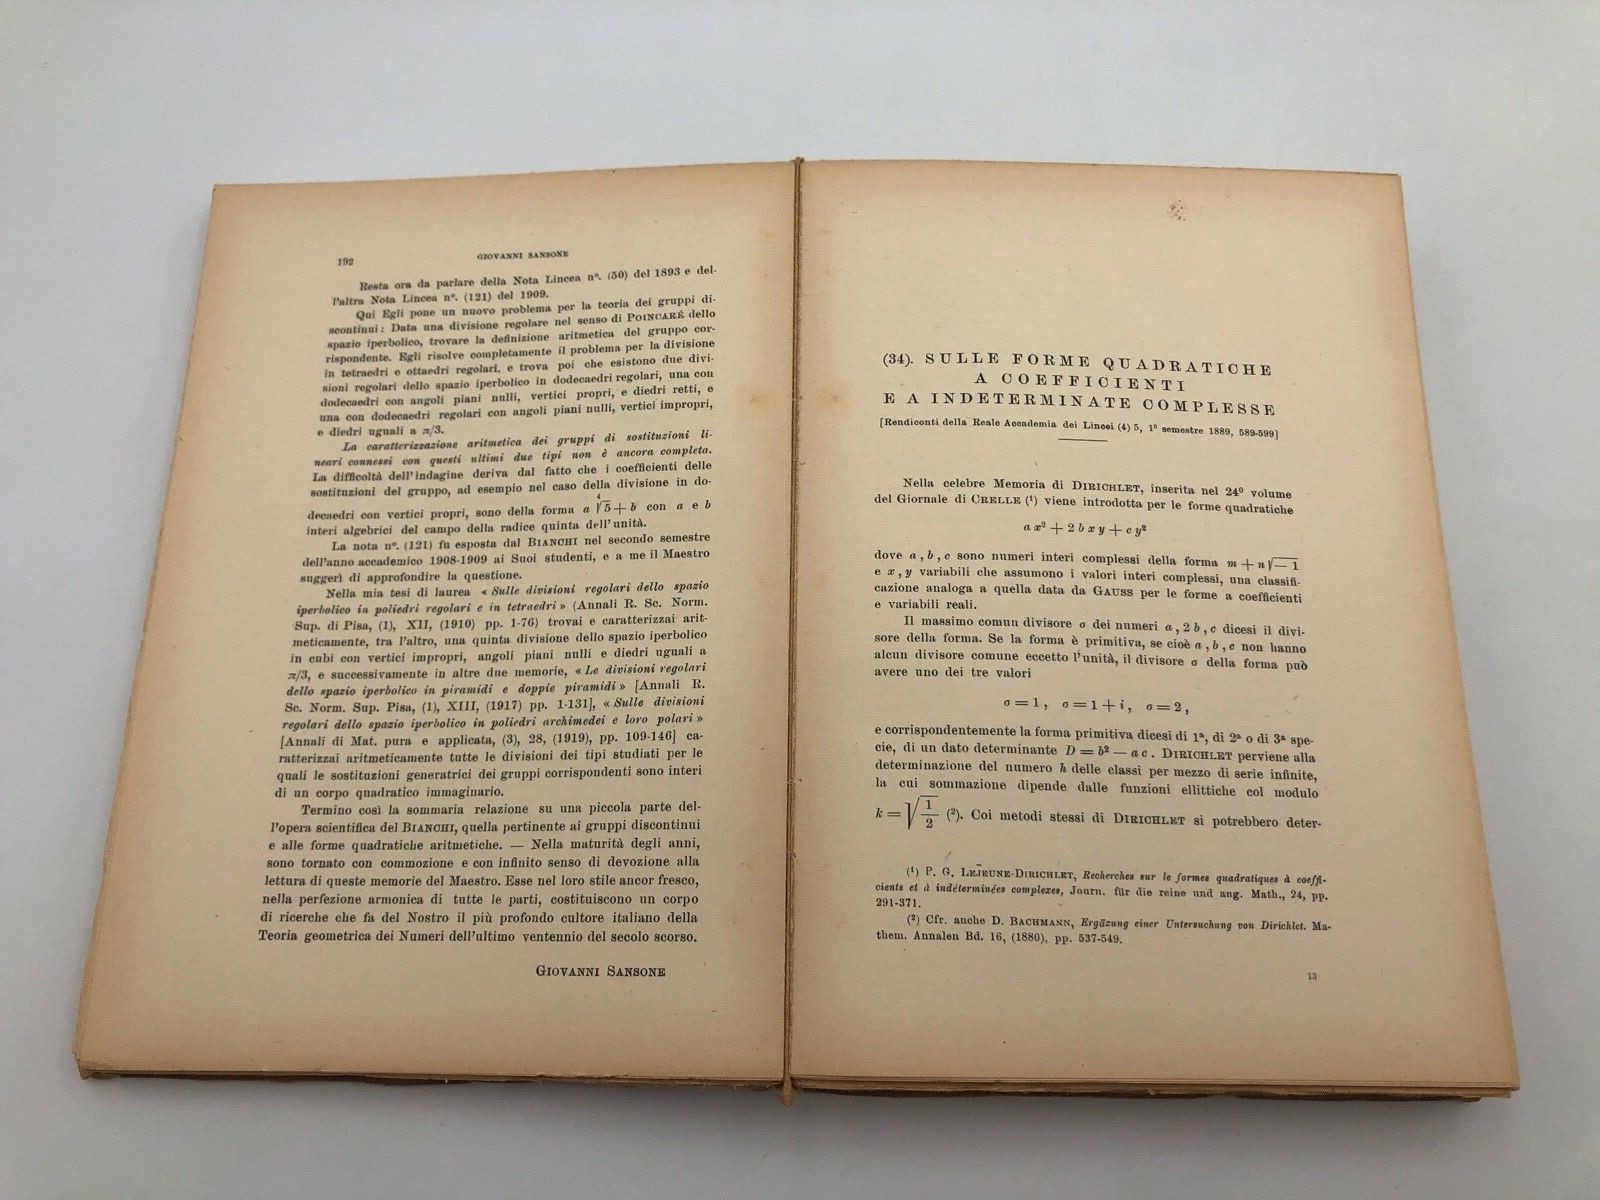 192
GIOVANNI SANSONE
Resta ora da parlare della Nota Lincea nº. (50) del 1893 e del-
l'altra Nota Lincea nº. (121) del 1909.
Qui Egli pone un nuovo problema per la teoria dei gruppi di-
scontinui: Data una divisione regolare nel senso di POINCARÉ dello
spazio iperbolico, trovare la definizione aritmetica del gruppo cor-
rispondente. Egli risolve completamente il problema per la divisione
in tetraedri e ottaedri regolari, e trova poi che esistono due divi-
sioni regolari dello spazio iperbolico in dodecaedri regolari, una con
dodecaedri con angoli piani nulli, vertici propri, e diedri retti, e
una con dodecaedri regolari con angoli piani nulli, vertici impropri,
e diedri uguali a π/3.
La caratterizzazione aritmetica dei gruppi di sostituzioni li-
neari connessi con questi ultimi due tipi non è ancora completa.
La difficoltà dell'indagine deriva dal fatto che i coefficienti delle
sostituzioni del gruppo, ad esempio nel caso della divisione in do-
decaedri con vertici propri, sono della forma a ∜5 + b con a e b
interi algebrici del campo della radice quinta dell'unità.
La nota nº. (121) fu esposta dal BIANCHI nel secondo semestre
dell'anno accademico 1908-1909 ai Suoi studenti, e a me il Maestro
suggerì di approfondire la questione.
Nella mia tesi di laurea « Sulle divisioni regolari dello spazio
iperbolico in poliedri regolari e in tetraedri » (Annali R. Sc. Norm.
Sup. di Pisa, (1), XII, (1910) pp. 1-76) trovai e caratterizzai arit-
meticamente, tra l'altro, una quinta divisione dello spazio iperbolico
in cubi con vertici impropri, angoli piani nulli e diedri uguali a
π/3, e successivamente in altre due memorie, « Le divisioni regolari
dello spazio iperbolico in piramidi e doppie piramidi » [Annali R.
Sc. Norm. Sup. Pisa, (1), XIII, (1917) pp. 1-131], « Sulle divisioni
regolari dello spazio iperbolico in poliedri archimedei e loro polari »
[Annali di Mat. pura e applicata, (3), 28, (1919), pp. 109-146] ca-
ratterizzai aritmeticamente tutte le divisioni dei tipi studiati per le
quali le sostituzioni generatrici dei gruppi corrispondenti sono interi
di un corpo quadratico immaginario.
Termino così la sommaria relazione su una piccola parte del-
l'opera scientifica del BIANCHI, quella pertinente ai gruppi discontinui
e alle forme quadratiche aritmetiche. — Nella maturità degli anni,
sono tornato con commozione e con infinito senso di devozione alla
lettura di queste memorie del Maestro. Esse nel loro stile ancor fresco,
nella perfezione armonica di tutte le parti, costituiscono un corpo
di ricerche che fa del Nostro il più profondo cultore italiano della
Teoria geometrica dei Numeri dell'ultimo ventennio del secolo scorso.
GIOVANNI SANSONE
(34). SULLE FORME QUADRATICHE
A COEFFICIENTI
E A INDETERMINATE COMPLESSE
[Rendiconti della Reale Accademia dei Lincei (4) 5, 1º semestre 1889, 589-599]
Nella celebre Memoria di DIRICHLET, inserita nel 24º volume
del Giornale di CRELLE (¹) viene introdotta per le forme quadratiche
a x² + 2 b x y + c y²
dove a , b , c sono numeri interi complessi della forma m + n√−1
e x , y variabili che assumono i valori interi complessi, una classifi-
cazione analoga a quella data da GAUSS per le forme a coefficienti
e variabili reali.
Il massimo comun divisore σ dei numeri a , 2 b , c dicesi il divi-
sore della forma. Se la forma è primitiva, se cioè a , b , c non hanno
alcun divisore comune eccetto l'unità, il divisore σ della forma può
avere uno dei tre valori
σ = 1 , σ = 1 + i , σ = 2 ,
e corrispondentemente la forma primitiva dicesi di 1ª, di 2ª o di 3ª spe-
cie, di un dato determinante D = b² — a c . DIRICHLET perviene alla
determinazione del numero h delle classi per mezzo di serie infinite,
la cui sommazione dipende dalle funzioni ellittiche col modulo
k = √(1/2) (²). Coi metodi stessi di DIRICHLET si potrebbero deter-
(¹) P. G. LEJEUNE-DIRICHLET, Recherches sur le formes quadratiques à coeffi-
cients et à indéterminées complexes, Journ. für die reine und ang. Math., 24, pp.
291-371.
(²) Cfr. anche D. BACHMANN, Ergäzung einer Untersuchung von Dirichlet. Ma-
them. Annalen Bd. 16, (1880), pp. 537-549.
13